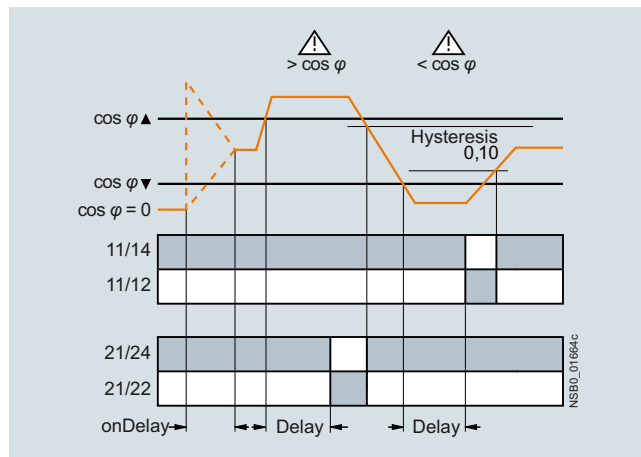 > cos φ
< cos φ
cos φ▲
Hysteresis
0,10
cos φ▼
cos φ = 0
11/14
11/12
21/24
21/22
onDelay
Delay
Delay
NSB0_01664c